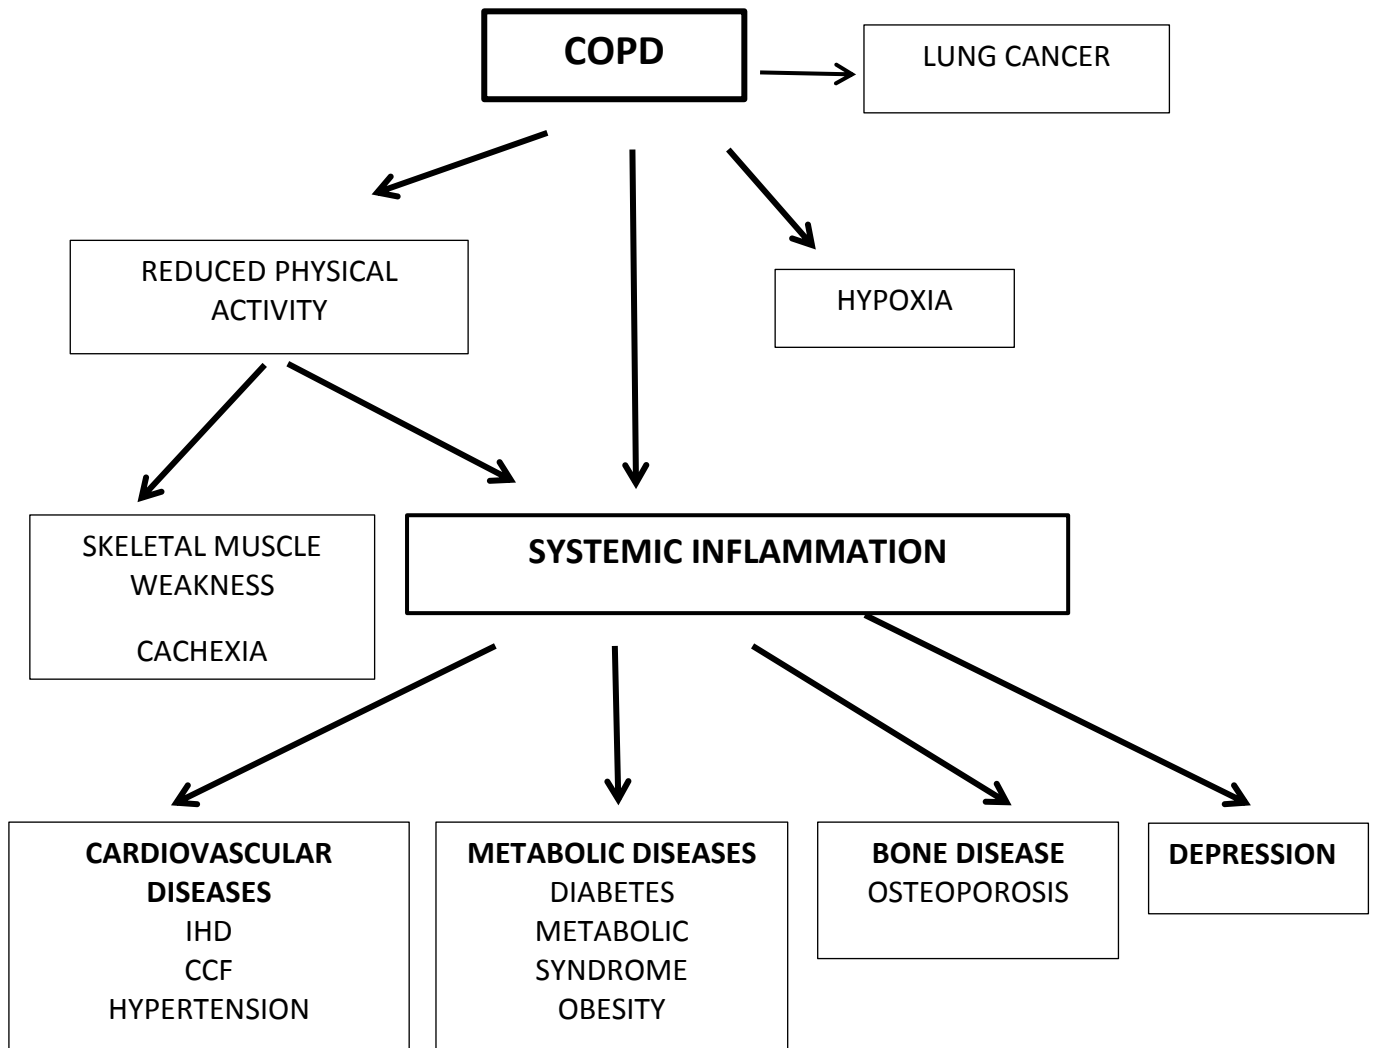 COPD
LUNG CANCER
REDUCED PHYSICAL
ACTIVITY
HYPOXIA
SKELETAL MUSCLE
WEAKNESS
CACHEXIA
SYSTEMIC INFLAMMATION
CARDIOVASCULAR
DISEASES
IHD
CCF
HYPERTENSION
METABOLIC DISEASES
DIABETES
METABOLIC
SYNDROME
OBESITY
BONE DISEASE
OSTEOPOROSIS
DEPRESSION